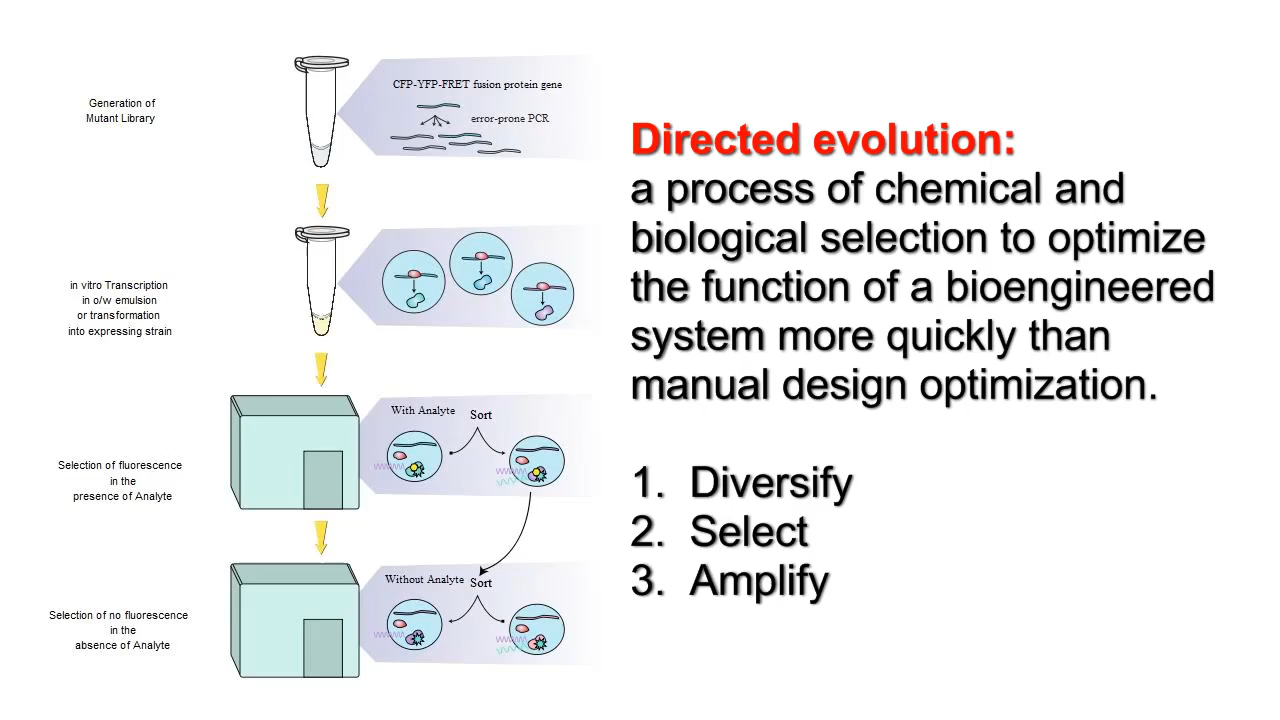 Generation of
Mutant Library
CFP-YFP-FRET fusion protein gene
error-prone PCR
in vitro Transcription
in o/w emulsion
or transformation
into expressing strain
Selection of fluorescence
in the
presence of Analyte
With Analyte
Sort
Selection of no fluorescence
in the
absence of Analyte
Without Analyte
Sort
Directed evolution:
a process of chemical and
biological selection to optimize
the function of a bioengineered
system more quickly than
manual design optimization.
1. Diversify
2. Select
3. Amplify